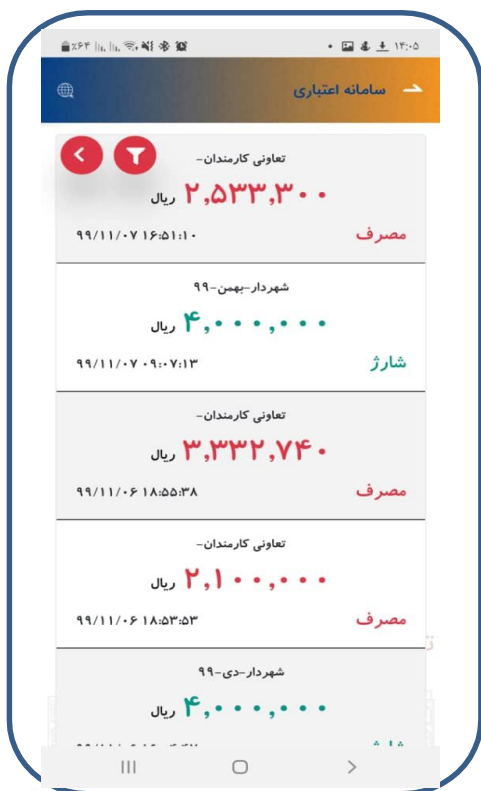 ٪۶۴ ۱۴:۰۵
سامانه اعتباری
تعاونی کارمندان-
۲,۵۳۳,۳۰۰ ریال
مصرف
۹۹/۱۱/۰۷ ۱۶:۵۱:۱۰
شهردار-بهمن-۹۹
۴,۰۰۰,۰۰۰ ریال
شارژ
۹۹/۱۱/۰۷ ۰۹:۰۷:۱۳
تعاونی کارمندان-
۳,۳۳۲,۷۴۰ ریال
مصرف
۹۹/۱۱/۰۶ ۱۸:۵۵:۳۸
تعاونی کارمندان-
۲,۱۰۰,۰۰۰ ریال
مصرف
۹۹/۱۱/۰۶ ۱۸:۵۳:۵۳
شهردار-دی-۹۹
۴,۰۰۰,۰۰۰ ریال